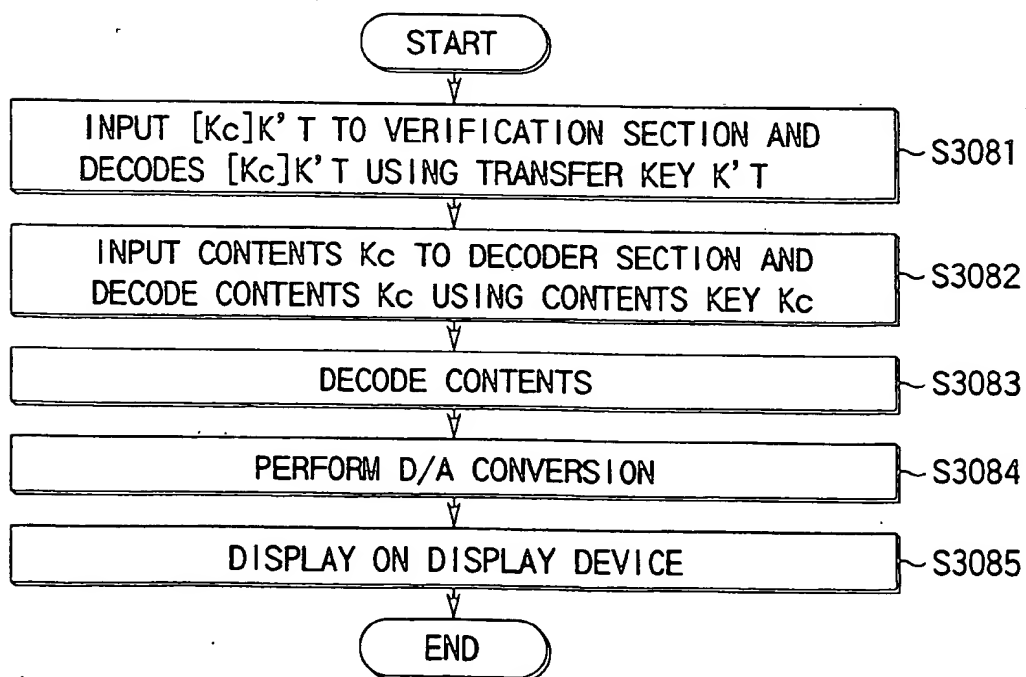 START
INPUT [Kc]K'T TO VERIFICATION SECTION AND
DECODES [Kc]K'T USING TRANSFER KEY K'T
S3081
INPUT CONTENTS Kc TO DECODER SECTION AND
DECODE CONTENTS Kc USING CONTENTS KEY Kc
S3082
DECODE CONTENTS
S3083
PERFORM D/A CONVERSION
S3084
DISPLAY ON DISPLAY DEVICE
S3085
END